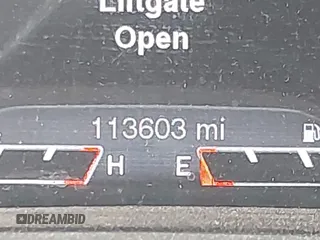 Liftgate
Open
113603 mi
H E
DREAMBID